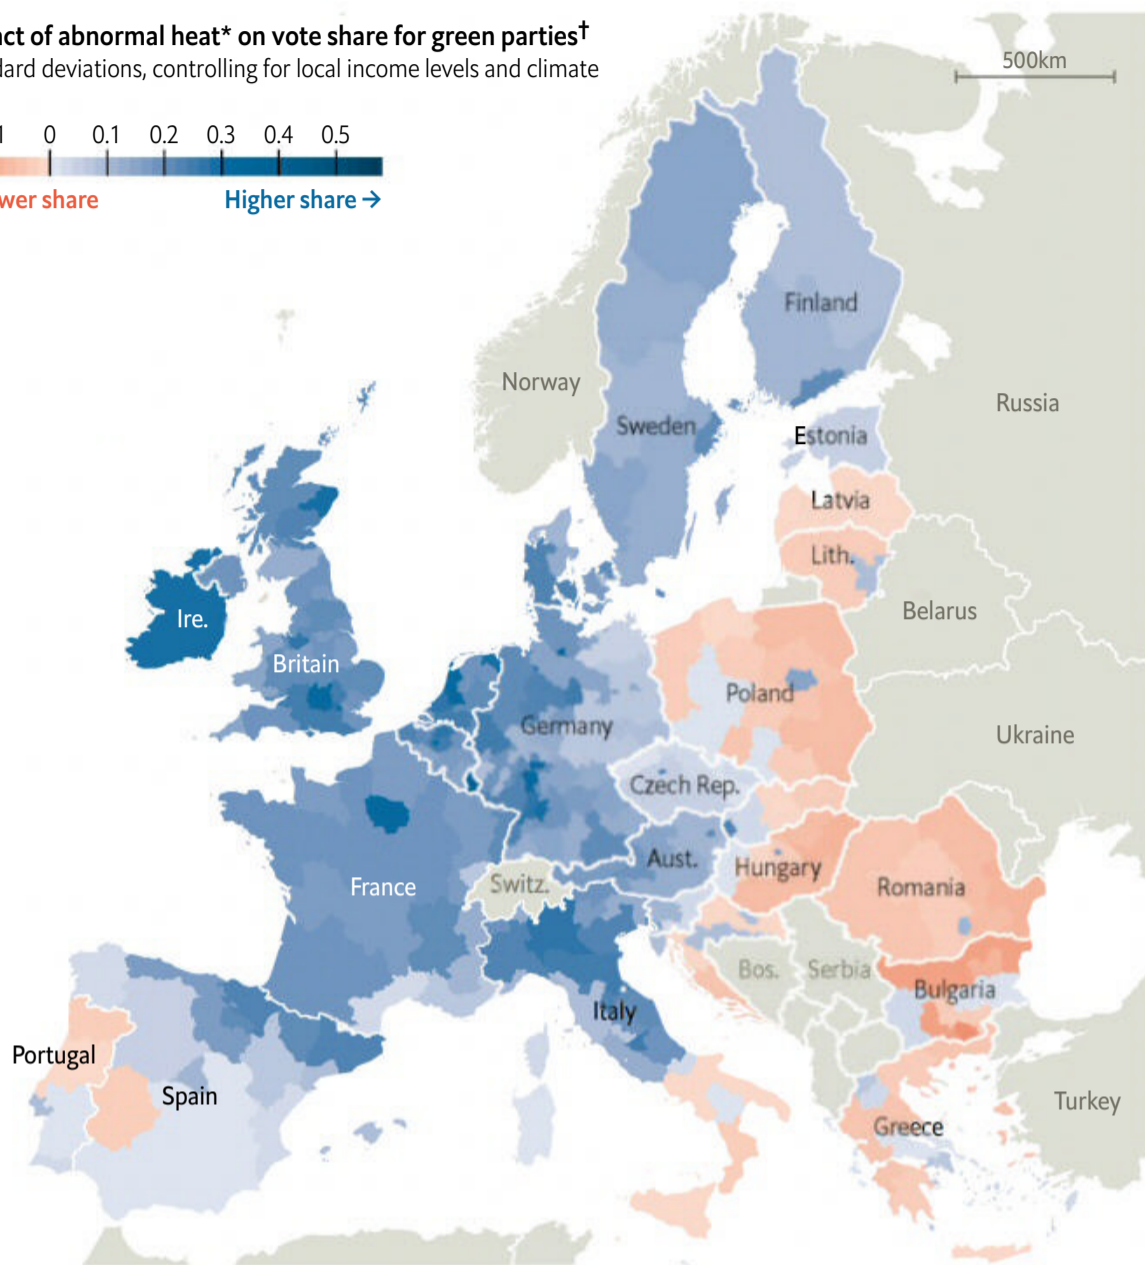 act of abnormal heat* on vote share for green parties†
dard deviations, controlling for local income levels and climate
500km
1 0 0.1 0.2 0.3 0.4 0.5
wer share Higher share →
Finland
Norway
Russia
Sweden
Estonia
Latvia
Lith.
Belarus
Ire.
Britain
Poland
Germany
Ukraine
Czech Rep.
Aust.
Hungary
France
Switz.
Romania
Bos.
Serbia
Bulgaria
Italy
Portugal
Spain
Turkey
Greece